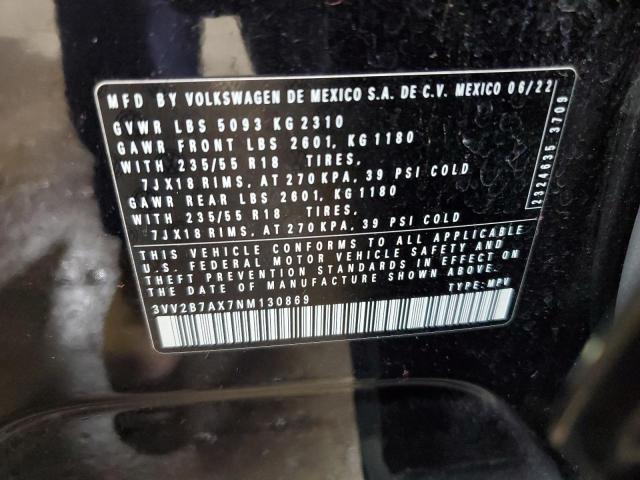 MFD BY VOLKSWAGEN DE MEXICO S.A. DE C.V. MEXICO 06/22
GVWR LBS 5093 KG 2310
GAWR FRONT LBS 2601, KG 1180
WITH 235/55 R18 TIRES,
7JX18 RIMS, AT 270 KPA, 39 PSI COLD
GAWR REAR LBS 2601, KG 1180
WITH 235/55 R18 TIRES,
7JX18 RIMS, AT 270 KPA, 39 PSI COLD
THIS VEHICLE CONFORMS TO ALL APPLICABLE
U.S. FEDERAL MOTOR VEHICLE SAFETY AND
THEFT PREVENTION STANDARDS IN EFFECT ON
THE DATE OF MANUFACTURE SHOWN ABOVE.
3VV2B7AX7NM130869 TYPE: MPV
2324635 3709